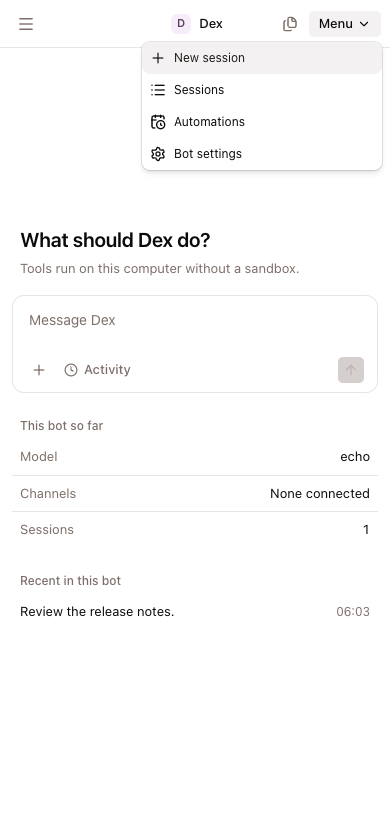 D Dex Menu
New session
Sessions
Automations
Bot settings
What should Dex do?
Tools run on this computer without a sandbox.
Message Dex
Activity
This bot so far
Model echo
Channels None connected
Sessions 1
Recent in this bot
Review the release notes. 06:03